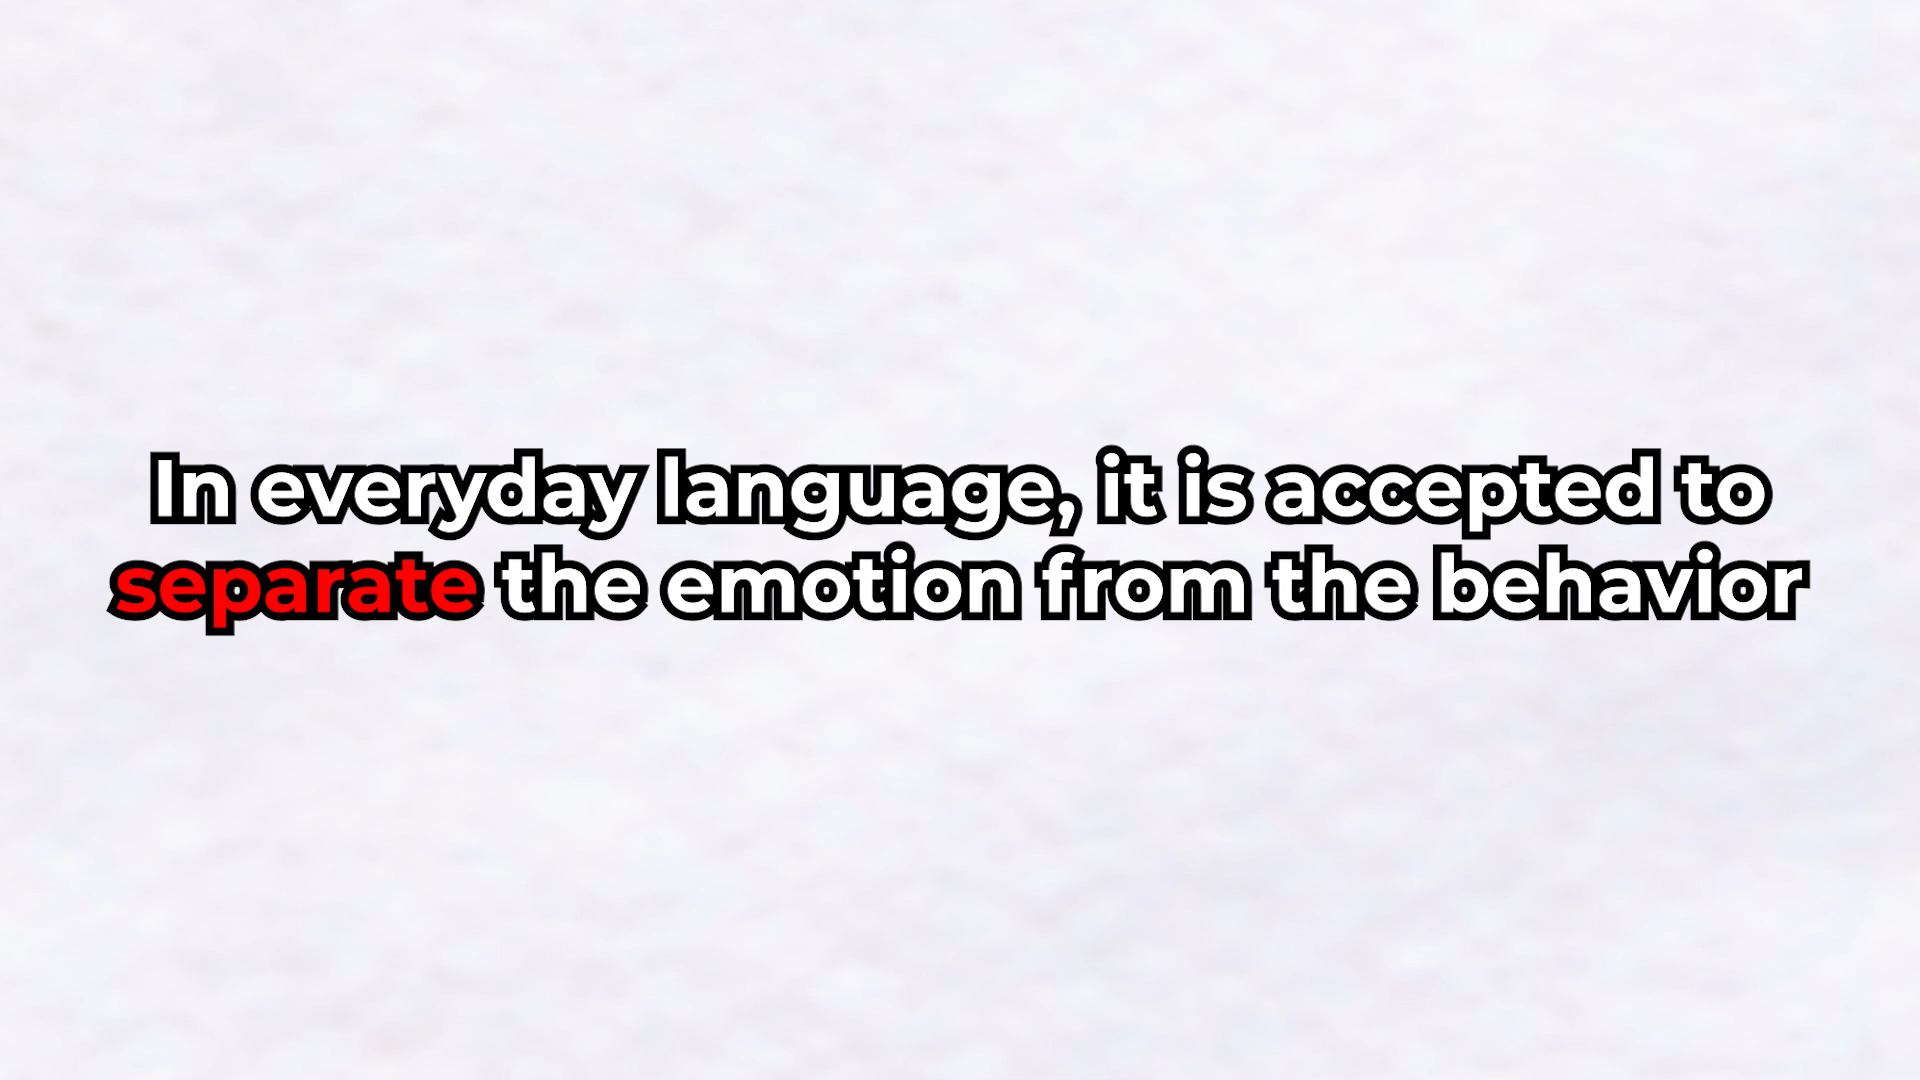 In everyday language, it is accepted to
separate the emotion from the behavior